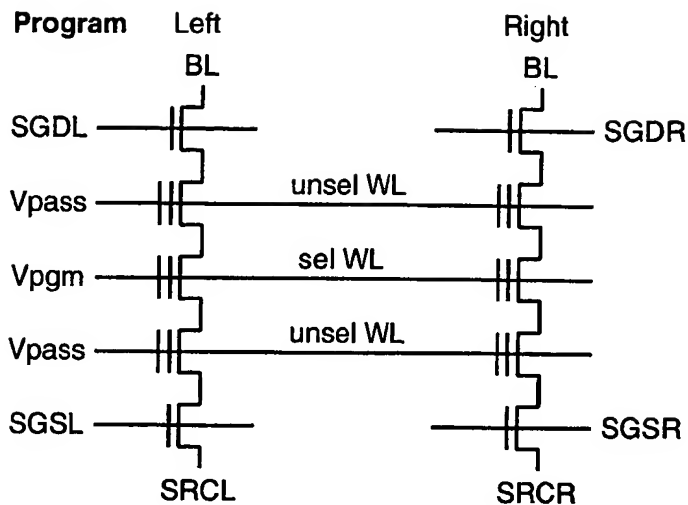 Program Left Right
BL BL
SGDL SGDR
Vpass unsel WL
Vpgm sel WL
Vpass unsel WL
SGSL SGSR
SRCL SRCR